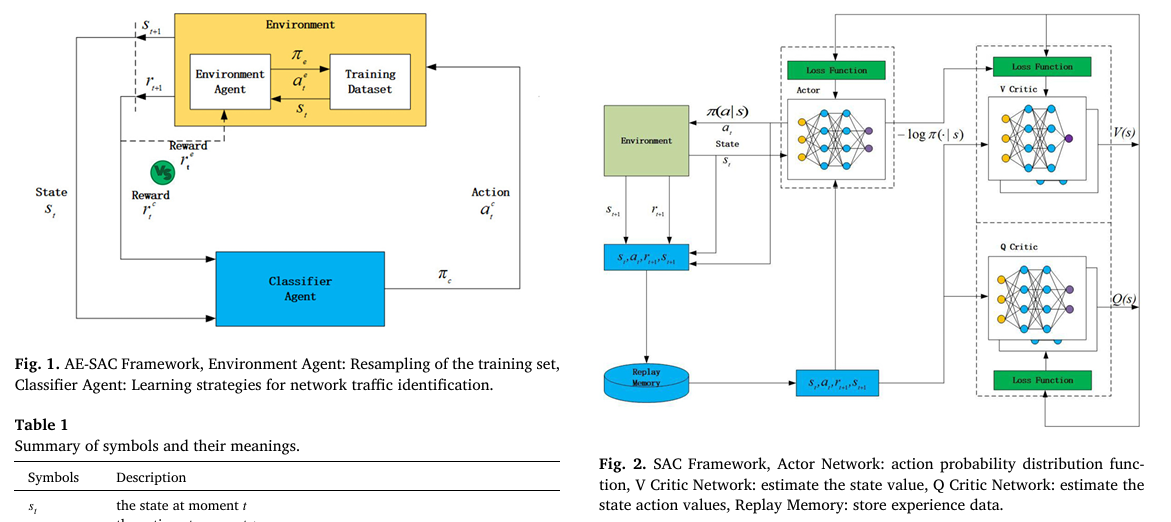 s_{t+1}
Environment
r_{t+1}
Environment
Agent
π_e
a_t^e
s_t
Training
Dataset
Reward
r_t^e
VS
Reward
r_t^c
State
s_t
Action
a_t^c
Classifier
Agent
π_c
Fig. 1. AE-SAC Framework, Environment Agent: Resampling of the training set,
Classifier Agent: Learning strategies for network traffic identification.
Table 1
Summary of symbols and their meanings.
Symbols Description
s_t the state at moment t
Loss Function
Actor
Environment
π(a|s)
a_t
State
s_t
− log π(·|s)
Loss Function
V Critic
V(s)
s_{t+1}
r_{t+1}
s_t, a_t, r_{t+1}, s_{t+1}
Q Critic
Q(s)
Loss Function
Replay
Memory
s_t, a_t, r_{t+1}, s_{t+1}
Fig. 2. SAC Framework, Actor Network: action probability distribution func-
tion, V Critic Network: estimate the state value, Q Critic Network: estimate the
state action values, Replay Memory: store experience data.